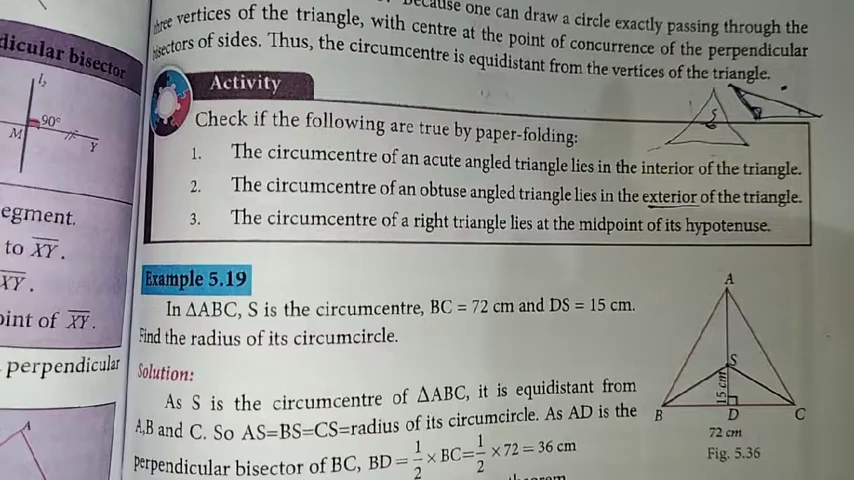 Because one can draw a circle exactly passing through the
three vertices of the triangle, with centre at the point of concurrence of the perpendicular
bisectors of sides. Thus, the circumcentre is equidistant from the vertices of the triangle.
Activity
Check if the following are true by paper-folding:
1. The circumcentre of an acute angled triangle lies in the interior of the triangle.
2. The circumcentre of an obtuse angled triangle lies in the exterior of the triangle.
3. The circumcentre of a right triangle lies at the midpoint of its hypotenuse.
Example 5.19
In ΔABC, S is the circumcentre, BC = 72 cm and DS = 15 cm.
Find the radius of its circumcircle.
Solution:
As S is the circumcentre of ΔABC, it is equidistant from
A,B and C. So AS=BS=CS=radius of its circumcircle. As AD is the
perpendicular bisector of BC, BD = 1/2 × BC = 1/2 × 72 = 36 cm
theorem
A
S
15 cm
B D C
72 cm
Fig. 5.36
dicular bisector
l₂
90°
M Y
egment.
to XY.
XY.
oint of XY.
perpendicular
A
S